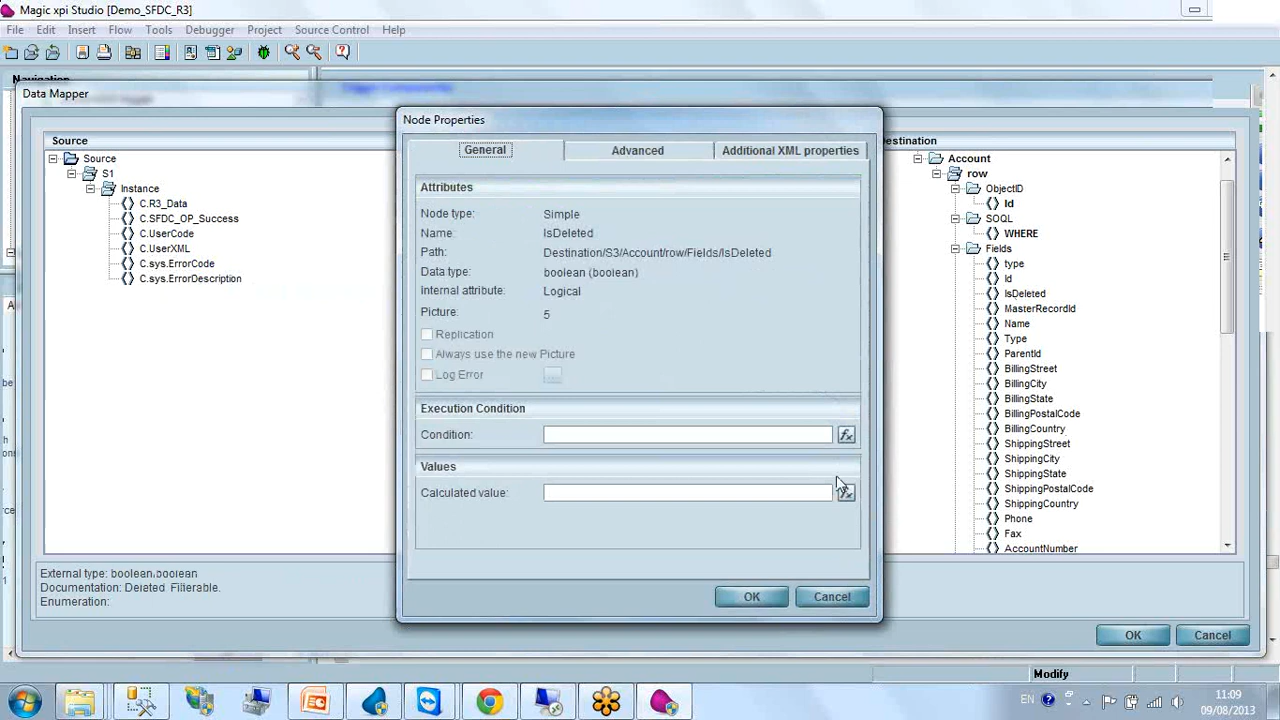 Magic xpi Studio [Demo_SFDC_R3]
File Edit Insert Flow Tools Debugger Project Source Control Help
Navigation
Data Mapper
Source
Source
S1
Instance
C.R3_Data
C.SFDC_OP_Success
C.UserCode
C.UserXML
C.sys.ErrorCode
C.sys.ErrorDescription
Node Properties
General Advanced Additional XML properties
Attributes
Node type: Simple
Name: IsDeleted
Path: Destination/S3/Account/row/Fields/IsDeleted
Data type: boolean (boolean)
Internal attribute: Logical
Picture: 5
Replication
Always use the new Picture
Log Error
Execution Condition
Condition:
Values
Calculated value:
OK Cancel
Destination
Account
row
ObjectID
Id
SOQL
WHERE
Fields
type
Id
IsDeleted
MasterRecordId
Name
Type
ParentId
BillingStreet
BillingCity
BillingState
BillingPostalCode
BillingCountry
ShippingStreet
ShippingCity
ShippingState
ShippingPostalCode
ShippingCountry
Phone
Fax
AccountNumber
External type: boolean.boolean
Documentation: Deleted Filterable.
Enumeration:
OK Cancel
Modify
EN
11:09
09/08/2013